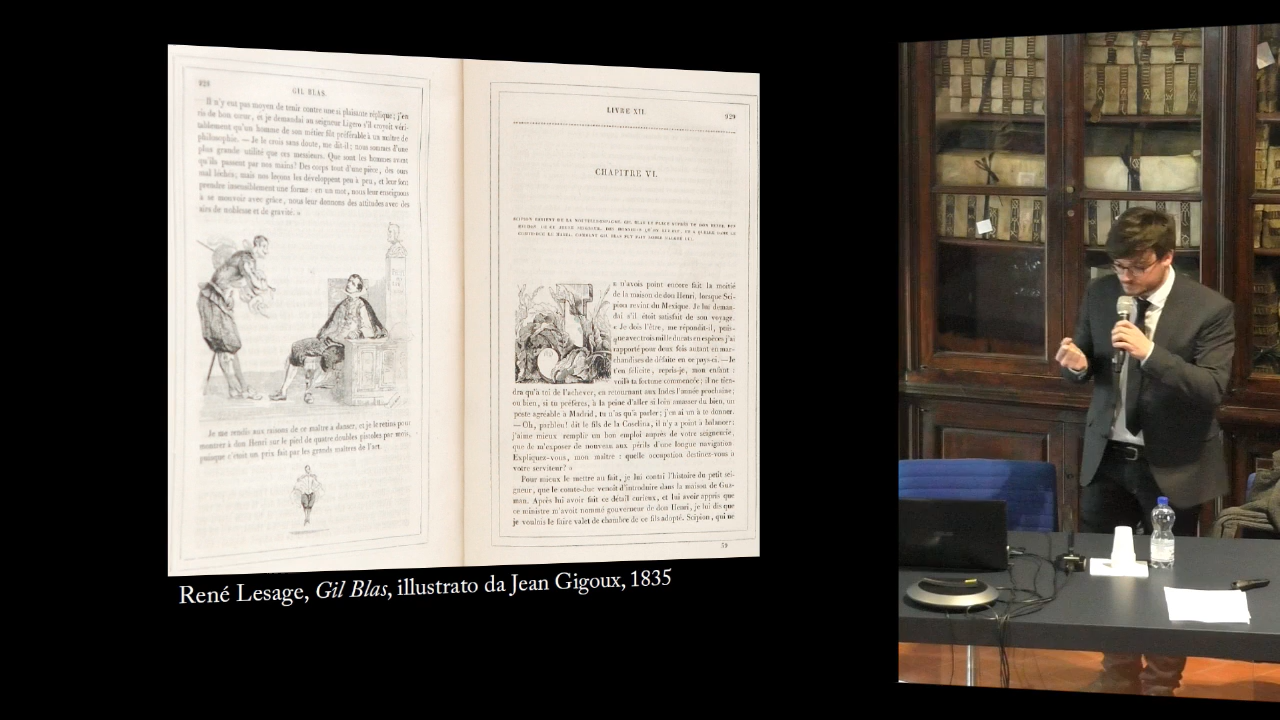 GIL BLAS.
Il n'y eut pas moyen de tenir contre une si plaisante réplique; j'en
ris de bon cœur, et je demandai au seigneur Ligero s'il croyoit véri-
tablement qu'un homme de son métier fût préférable à un maître de
philosophie. — Je le crois sans doute, me dit-il; nous sommes d'une
plus grande utilité que ces messieurs. Que sont les hommes avant
qu'ils passent par nos mains? Des corps tout d'une pièce, des ours
mal léchés; mais nos leçons les développent peu à peu, et leur font
prendre insensiblement une forme: en un mot, nous leur enseignons
à se mouvoir avec grâce, nous leur donnons des attitudes avec des
airs de noblesse et de gravité. »
Je me rendis aux raisons de ce maître à danser, et je le retins pour
montrer à don Henri sur le pied de quatre doubles pistoles par mois,
puisque c'étoit un prix fait par les grands maîtres de l'art.
LIVRE XII. 929
CHAPITRE VI.
n'avois point encore fait la moitié
de la maison de don Henri, lorsque Sci-
pion revint du Mexique. Je lui deman-
dai s'il étoit satisfait de son voyage.
« Je dois l'être, me répondit-il, puis-
que avec trois mille ducats en espèces j'ai
rapporté pour deux fois autant en mar-
chandises de défaite en ce pays-ci. — Je
t'en félicite, repris-je, mon enfant:
voilà ta fortune commencée; il ne tien-
dra qu'à toi de l'achever, en retournant aux Indes l'année prochaine;
ou bien, si tu préfères, à la peine d'aller si loin amasser du bien, un
poste agréable à Madrid, tu n'as qu'à parler; j'en ai un à te donner.
— Oh, parbleu! dit le fils de la Coscolina, il n'y a point à balancer;
j'aime mieux remplir un bon emploi auprès de votre seigneurie,
que de m'exposer de nouveau aux périls d'une longue navigation.
Expliquez-vous, mon maître: quelle occupation destinez-vous à
votre serviteur? »
Pour mieux le mettre au fait, je lui contai l'histoire du petit sei-
gneur, que le comte-duc venoit d'introduire dans la maison de Guz-
man. Après lui avoir fait ce détail curieux, et lui avoir appris que
ce ministre m'avoit nommé gouverneur de don Henri, je lui dis que
je voulois le faire valet de chambre de ce fils adopté. Scipion, qui ne
59
René Lesage, Gil Blas, illustrato da Jean Gigoux, 1835